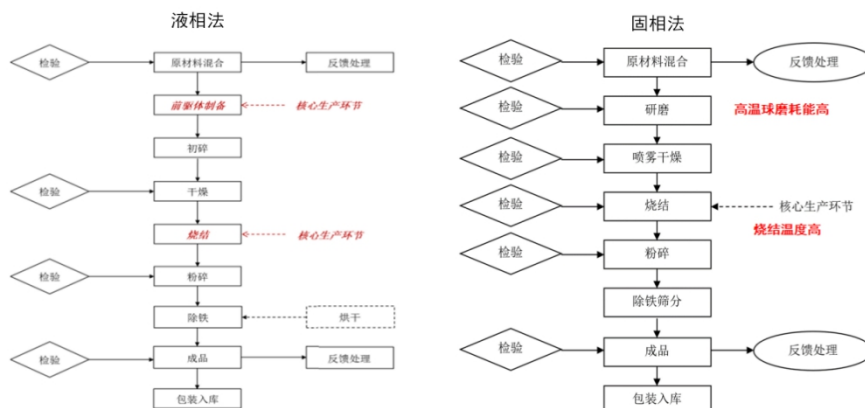 液相法
检验
原材料混合
反馈处理
前驱体制备
核心生产环节
初碎
检验
干燥
烧结
核心生产环节
检验
粉碎
除铁
烘干
检验
成品
反馈处理
包装入库
固相法
检验
原材料混合
反馈处理
检验
研磨
高温球磨耗能高
检验
喷雾干燥
检验
烧结
核心生产环节
烧结温度高
检验
粉碎
除铁筛分
检验
成品
反馈处理
包装入库